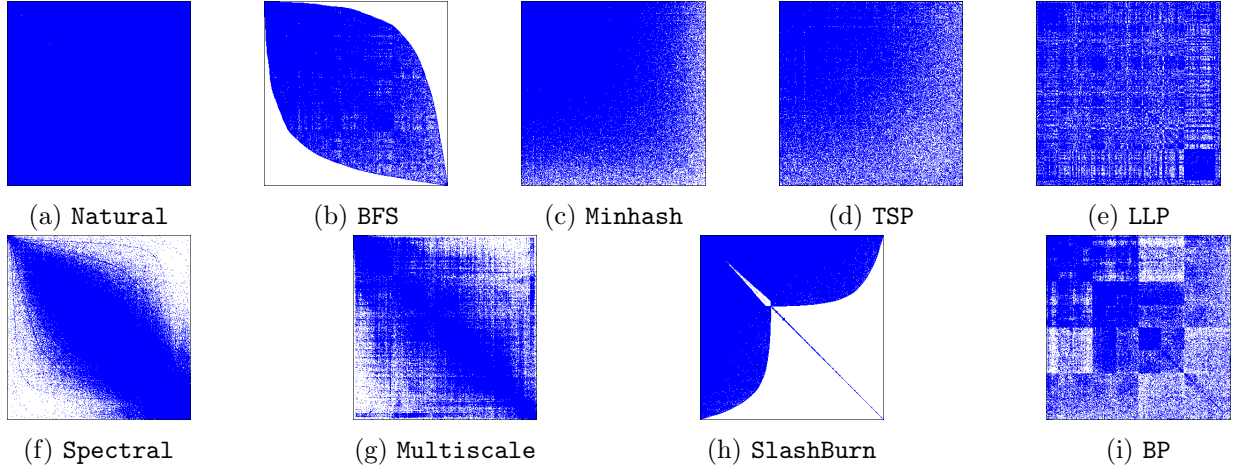 (a) Natural
(b) BFS
(c) Minhash
(d) TSP
(e) LLP
(f) Spectral
(g) Multiscale
(h) SlashBurn
(i) BP